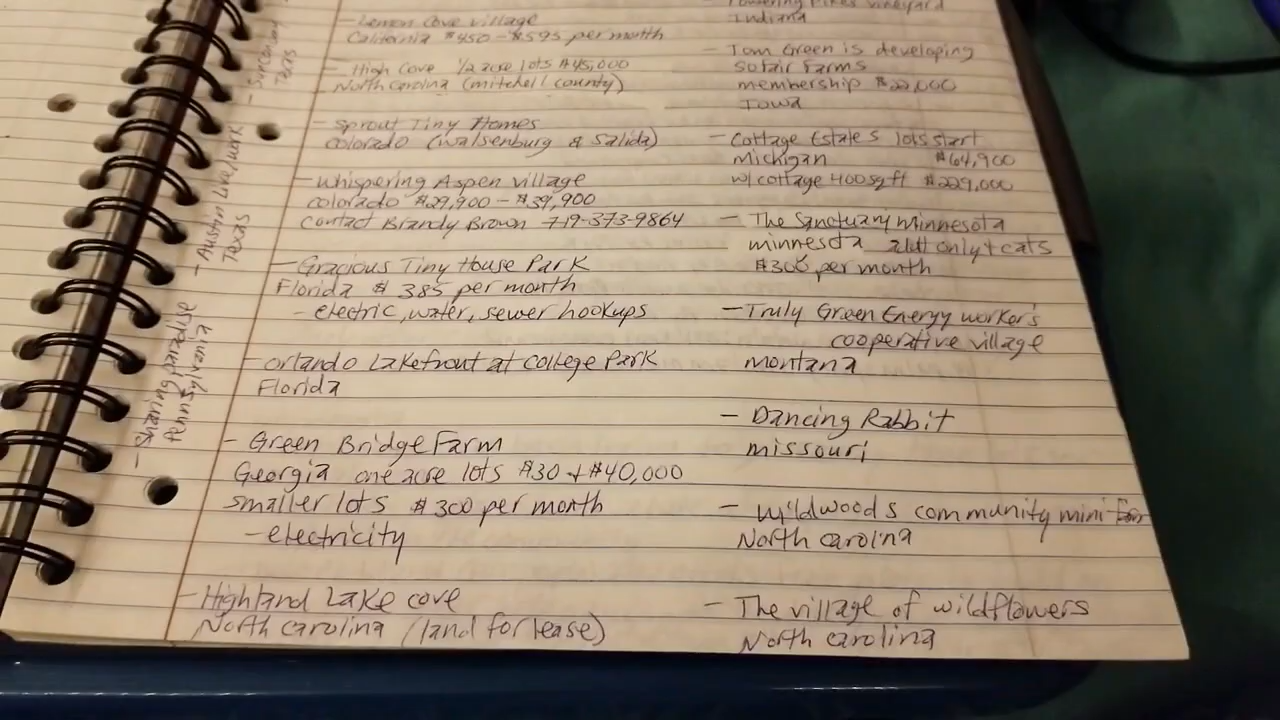 - Lemon Cove village
California $450 - $595 per month
- High Cove 1/2 acre lots $45,000
North Carolina (mitchell county)
- Sprout Tiny Homes
colorado (walsenburg & Salida)
- whispering Aspen village
colorado $29,900 - $39,900
contact Brandy Brown 719-373-9864
- Gracious Tiny House Park
Florida $385 per month
- electric, water, sewer hookups
- orlando Lakefront at college Park
Florida
- Green Bridge Farm
Georgia one acre lots $30 + $40,000
smaller lots $300 per month
- electricity
- Highland Lake cove
North carolina (land for lease)
vineyard
Indiana
- Tom Green is developing
sofair Farms
membership $22,000
Iowa
- Cottage Estates lots start
michigan $64,900
w/ cottage 400 sq ft $229,000
- The Sanctuary minnesota
minnesota only + cats
$300 per month
- Truly Green Energy worker's
cooperative village
montana
- Dancing Rabbit
missouri
- wildwoods community mini
North carolina
- The village of wildflowers
North carolina
- Sharing paradise
Pennsylvania
- Austin Live/work
Texas
Texas